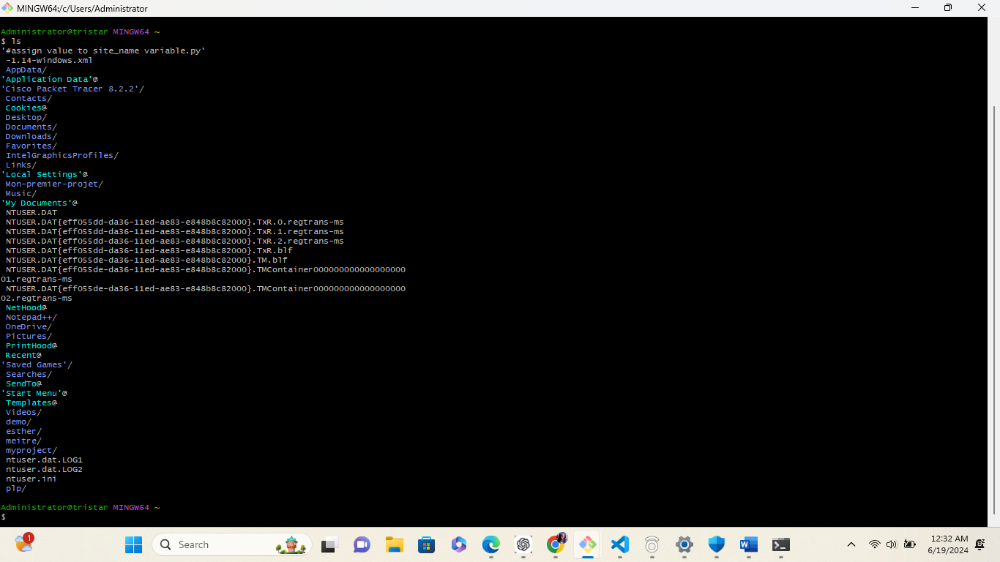 MINGW64:/c/Users/Administrator
Administrator@tristar MINGW64 ~
$ ls
'#assign value to site_name variable.py'
-1.14-windows.xml
AppData/
'Application Data'@
'Cisco Packet Tracer 8.2.2'/
Contacts/
Cookies@
Desktop/
Documents/
Downloads/
Favorites/
IntelGraphicsProfiles/
Links/
'Local Settings'@
Mon-premier-projet/
Music/
'My Documents'@
NTUSER.DAT
NTUSER.DAT{eff055dd-da36-11ed-ae83-e848b8c82000}.TxR.0.regtrans-ms
NTUSER.DAT{eff055dd-da36-11ed-ae83-e848b8c82000}.TxR.1.regtrans-ms
NTUSER.DAT{eff055dd-da36-11ed-ae83-e848b8c82000}.TxR.2.regtrans-ms
NTUSER.DAT{eff055dd-da36-11ed-ae83-e848b8c82000}.TxR.blf
NTUSER.DAT{eff055de-da36-11ed-ae83-e848b8c82000}.TM.blf
NTUSER.DAT{eff055de-da36-11ed-ae83-e848b8c82000}.TMContainer000000000000000000
01.regtrans-ms
NTUSER.DAT{eff055de-da36-11ed-ae83-e848b8c82000}.TMContainer000000000000000000
02.regtrans-ms
NetHood@
Notepad++/
OneDrive/
Pictures/
PrintHood@
Recent@
'Saved Games'/
Searches/
SendTo@
'Start Menu'@
Templates@
Videos/
demo/
esther/
meitre/
myproject/
ntuser.dat.LOG1
ntuser.dat.LOG2
ntuser.ini
plp/
Administrator@tristar MINGW64 ~
$
1
Search
12:32 AM
6/19/2024